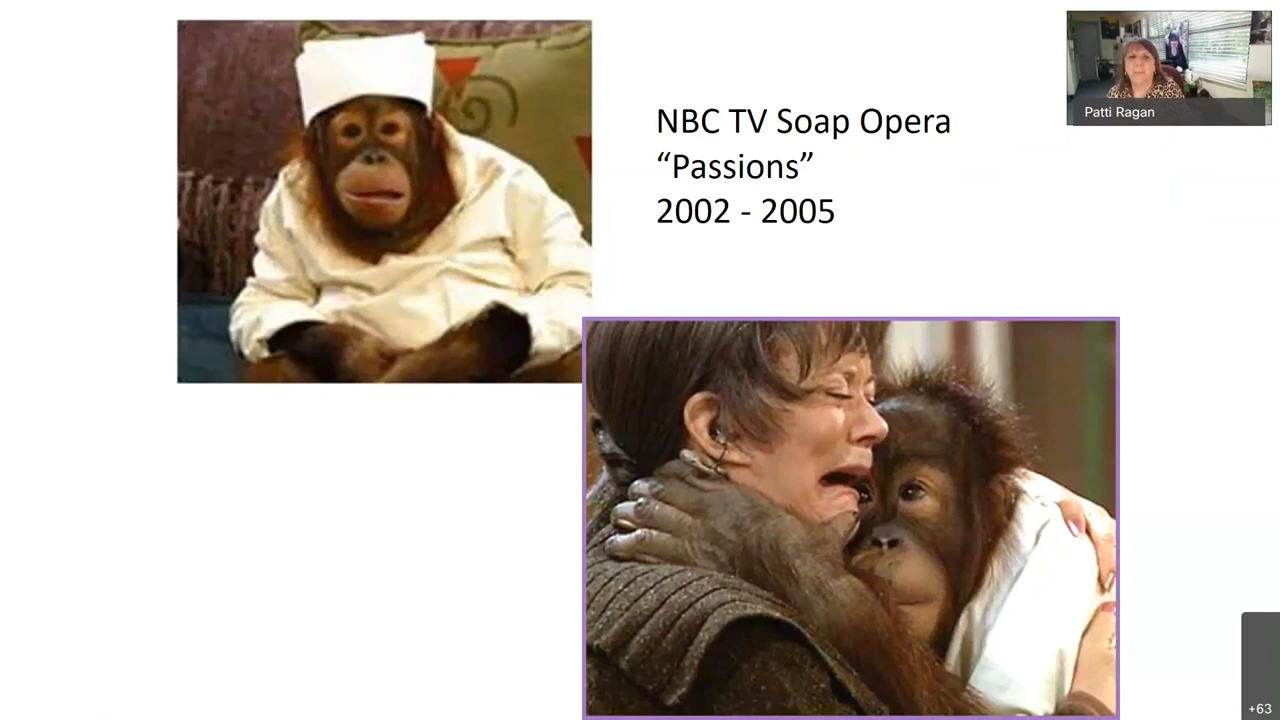 NBC TV Soap Opera
“Passions”
2002 - 2005
Patti Ragan
+63